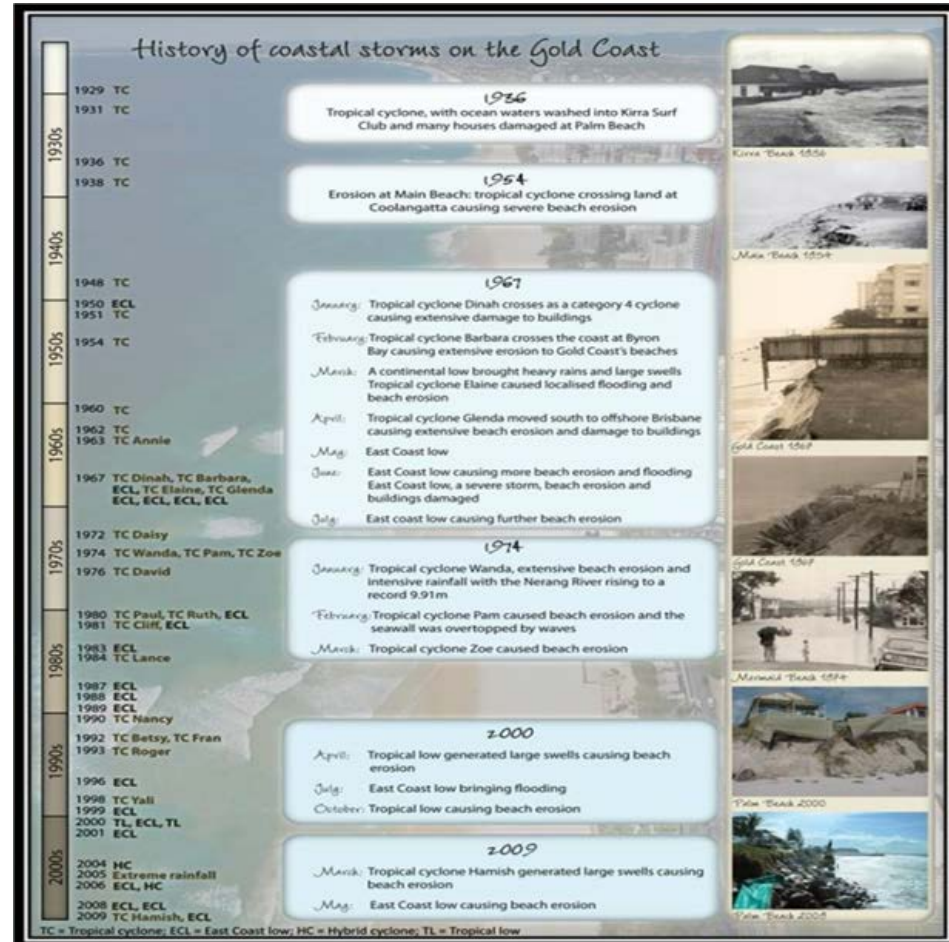 History of coastal storms on the Gold Coast
1930s
1940s
1950s
1960s
1970s
1980s
1990s
2000s
1929 TC
1931 TC
1936 TC
1938 TC
1948 TC
1950 ECL
1951 TC
1954 TC
1960 TC
1962 TC
1963 TC Annie
1967 TC Dinah, TC Barbara,
ECL, TC Elaine, TC Glenda
ECL, ECL, ECL, ECL
1972 TC Daisy
1974 TC Wanda, TC Pam, TC Zoe
1976 TC David
1980 TC Paul, TC Ruth, ECL
1981 TC Cliff, ECL
1983 ECL
1984 TC Lance
1987 ECL
1988 ECL
1989 ECL
1990 TC Nancy
1992 TC Betsy, TC Fran
1993 TC Roger
1996 ECL
1998 TC Yali
1999 ECL
2000 TL, ECL, TL
2001 ECL
2004 HC
2005 Extreme rainfall
2006 ECL, HC
2008 ECL, ECL
2009 TC Hamish, ECL
1936
Tropical cyclone, with ocean waters washed into Kirra Surf
Club and many houses damaged at Palm Beach
1954
Erosion at Main Beach: tropical cyclone crossing land at
Coolangatta causing severe beach erosion
1967
January: Tropical cyclone Dinah crosses as a category 4 cyclone
causing extensive damage to buildings
February: Tropical cyclone Barbara crosses the coast at Byron
Bay causing extensive erosion to Gold Coast's beaches
March: A continental low brought heavy rains and large swells
Tropical cyclone Elaine caused localised flooding and
beach erosion
April: Tropical cyclone Glenda moved south to offshore Brisbane
causing extensive beach erosion and damage to buildings
May: East Coast low
June: East Coast low causing more beach erosion and flooding
East Coast low, a severe storm, beach erosion and
buildings damaged
July: East coast low causing further beach erosion
1974
January: Tropical cyclone Wanda, extensive beach erosion and
intensive rainfall with the Nerang River rising to a
record 9.91m
February: Tropical cyclone Pam caused beach erosion and the
seawall was overtopped by waves
March: Tropical cyclone Zoe caused beach erosion
2000
April: Tropical low generated large swells causing beach
erosion
July: East Coast low bringing flooding
October: Tropical low causing beach erosion
2009
March: Tropical cyclone Hamish generated large swells causing
beach erosion
May: East Coast low causing beach erosion
Kirra Beach 1936
Main Beach 1954
Gold Coast 1967
Gold Coast 1967
Mermaid Beach 1974
Palm Beach 2000
Palm Beach
TC = Tropical cyclone; ECL = East Coast low; HC = Hybrid cyclone; TL = Tropical low